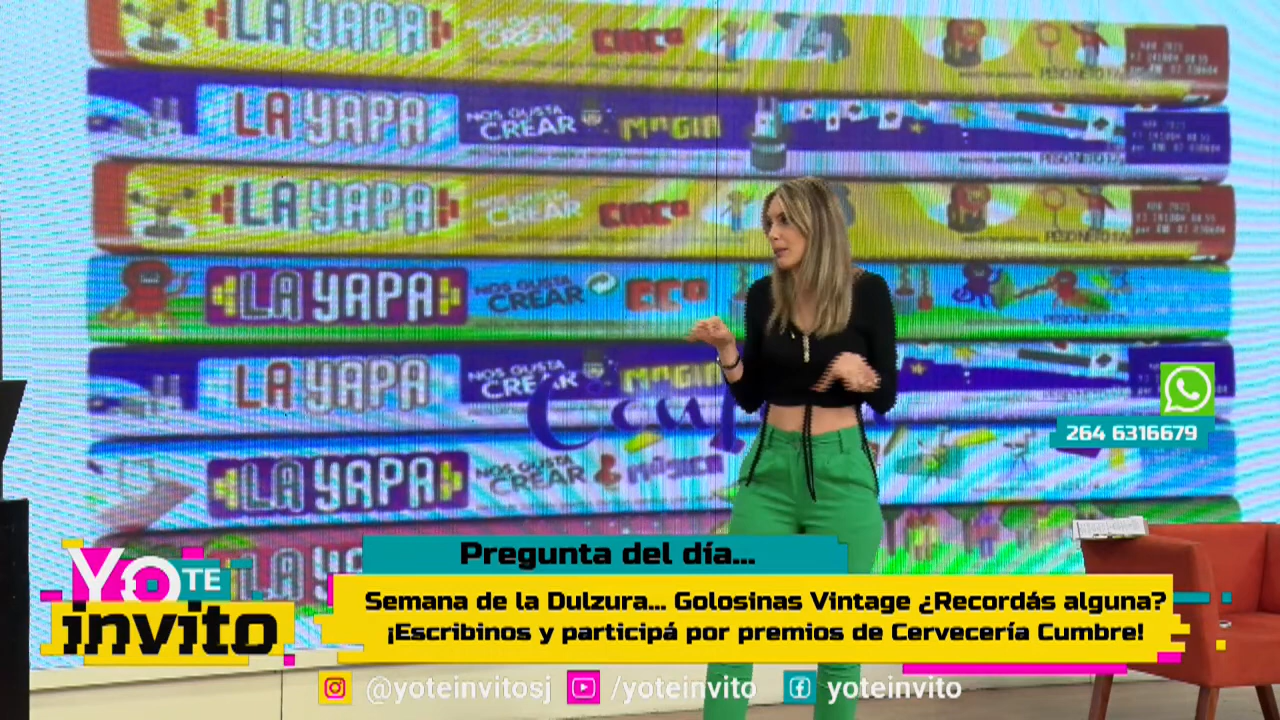 LA YAPA NOS GUSTA CREAR CIRCO
LA YAPA NOS GUSTA CREAR MAGIA
LA YAPA NOS GUSTA CREAR CIRCO
LA YAPA NOS GUSTA CREAR ECO
LA YAPA NOS GUSTA CREAR MAGIA
LA YAPA NOS GUSTA CREAR MÚSICA
LA YAPA
264 6316679
YO TE
invito
Pregunta del día...
Semana de la Dulzura... Golosinas Vintage ¿Recordás alguna?
¡Escribinos y participá por premios de Cervecería Cumbre!
@yoteinvitosj /yoteinvito yoteinvito